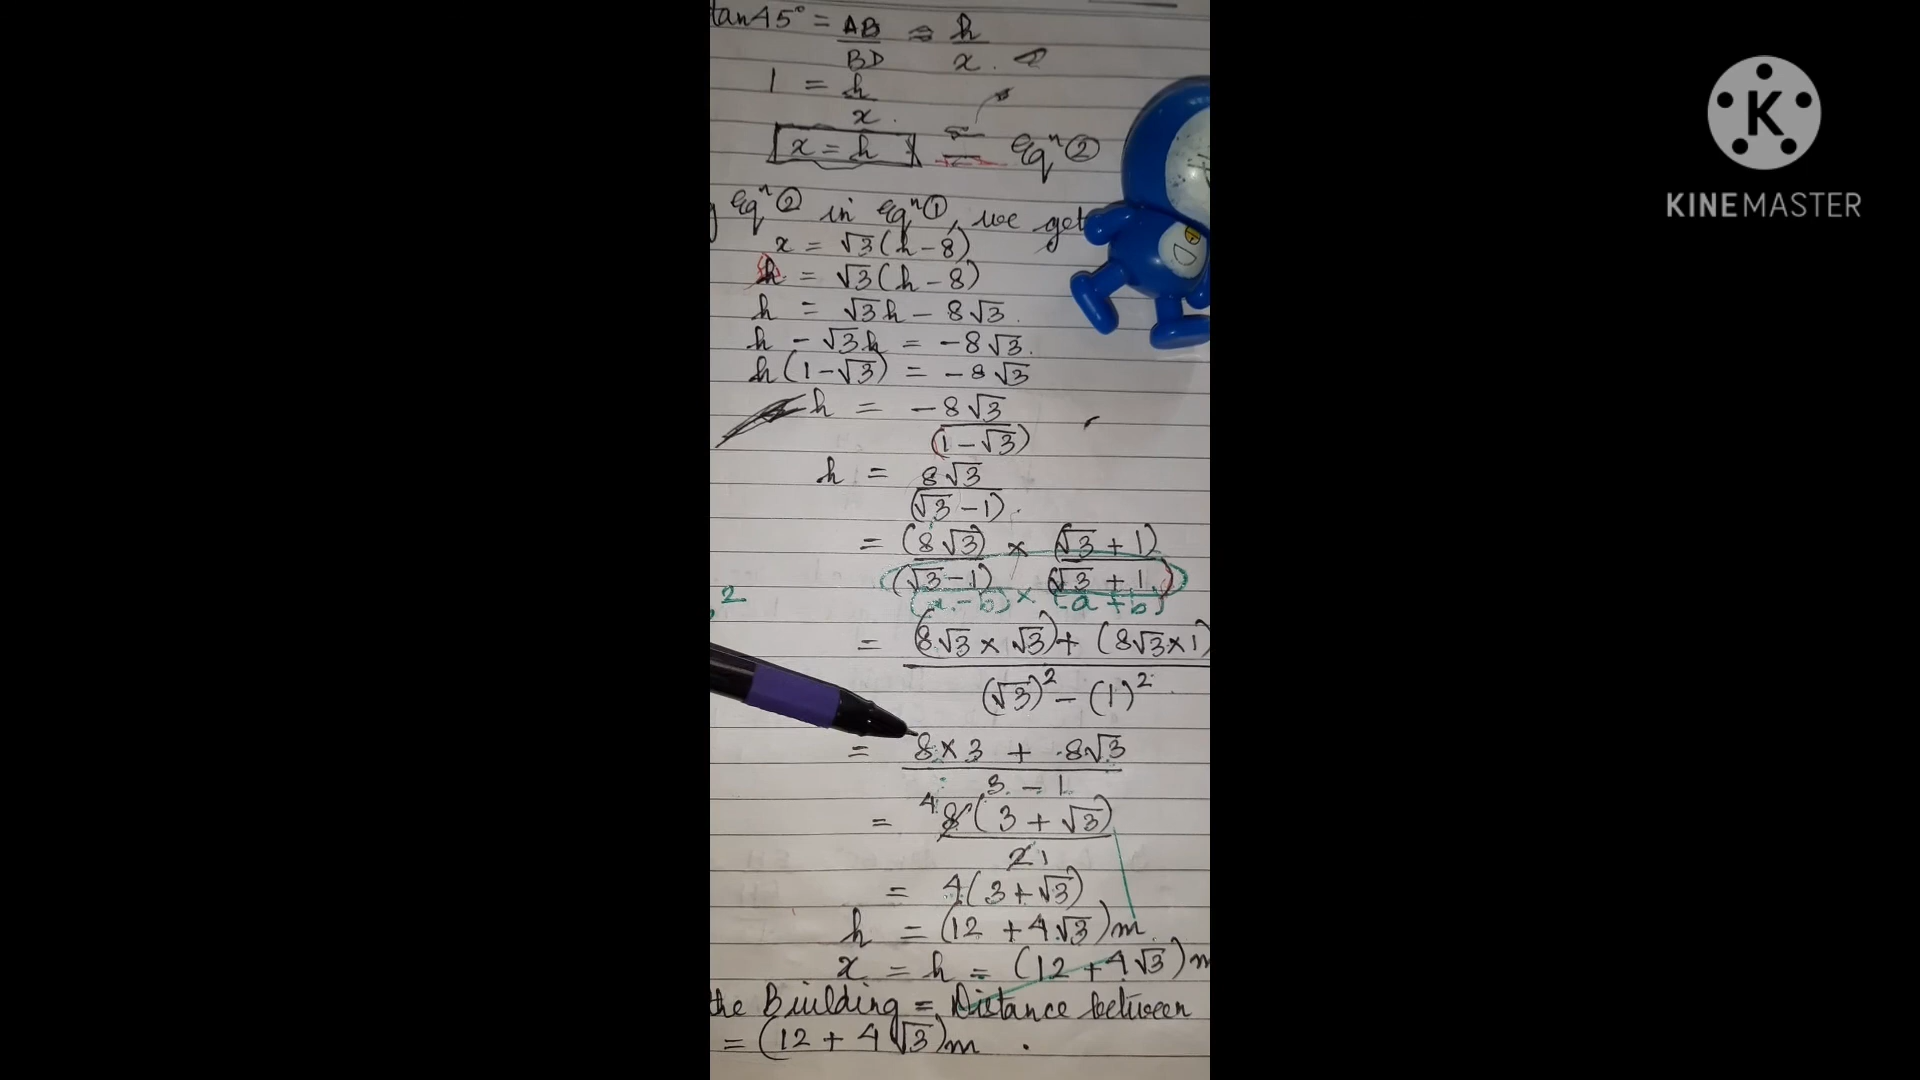 tan45° = AB/BD = h/x
1 = h/x
x = h = eqⁿ②
g eqⁿ② in eqⁿ①, we get
x = √3(h-8)
h = √3(h-8)
h = √3h - 8√3.
h - √3h = -8√3.
h(1-√3) = -8√3
h = -8√3/(1-√3)
h = 8√3/(√3-1).
= (8√3)/(√3-1) × (√3+1)/(√3+1)
2 (a-b) × (a+b)
= (8√3×√3)+(8√3×1)/(√3)²-(1)²
= 8×3 + 8√3/3-1
= 4 8(3+√3)/2 1
= 4(3+√3)
h = (12+4√3)m.
x = h = (12+4√3)m
the Building = Distance between
= (12+4√3)m.
K
KINEMASTER